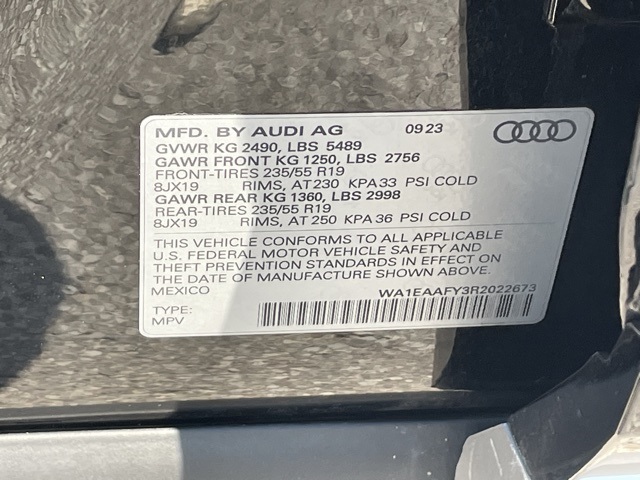 MFD. BY AUDI AG 09 23
GVWR KG 2490, LBS 5489
GAWR FRONT KG 1250, LBS 2756
FRONT-TIRES 235/55 R19
8JX19 RIMS, AT 230 KPA 33 PSI COLD
GAWR REAR KG 1360, LBS 2998
REAR-TIRES 235/55 R19
8JX19 RIMS, AT 250 KPA 36 PSI COLD
THIS VEHICLE CONFORMS TO ALL APPLICABLE
U.S. FEDERAL MOTOR VEHICLE SAFETY AND
THEFT PREVENTION STANDARDS IN EFFECT ON
THE DATE OF MANUFACTURE SHOWN ABOVE.
MEXICO WA1EAAFY3R2022673
TYPE:
MPV